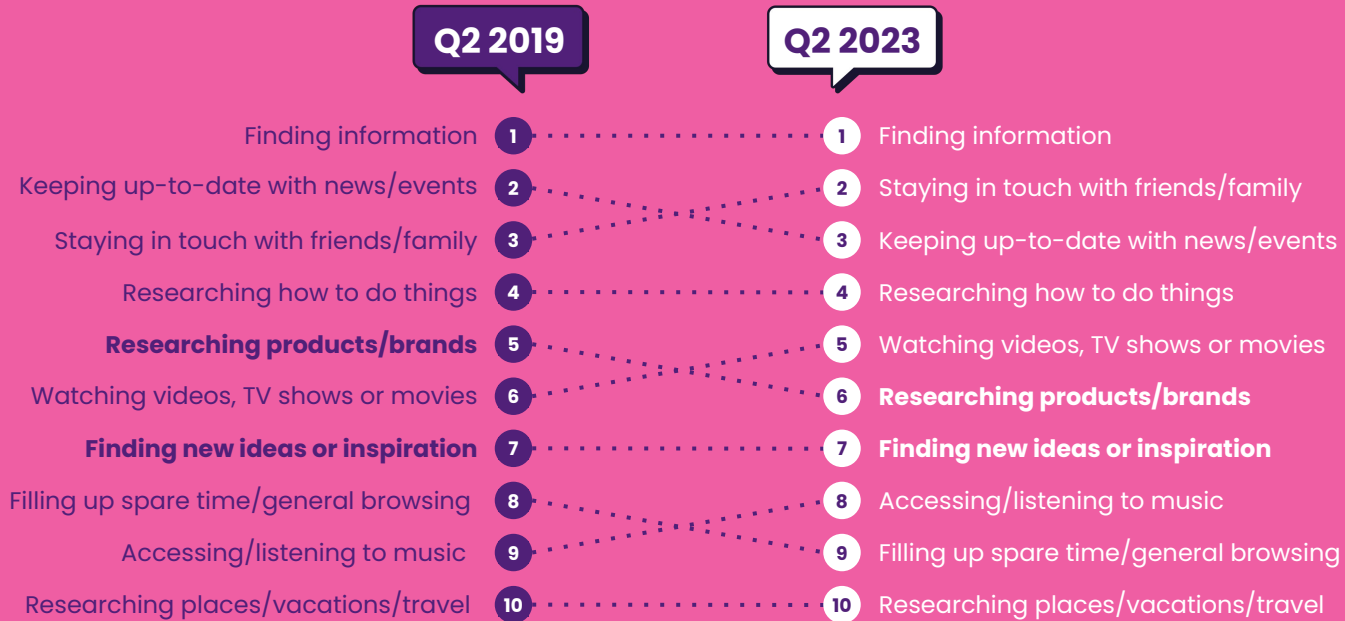 Q2 2019
Q2 2023
Finding information 1 1 Finding information
Keeping up-to-date with news/events 2 2 Staying in touch with friends/family
Staying in touch with friends/family 3 3 Keeping up-to-date with news/events
Researching how to do things 4 4 Researching how to do things
Researching products/brands 5 5 Watching videos, TV shows or movies
Watching videos, TV shows or movies 6 6 Researching products/brands
Finding new ideas or inspiration 7 7 Finding new ideas or inspiration
Filling up spare time/general browsing 8 8 Accessing/listening to music
Accessing/listening to music 9 9 Filling up spare time/general browsing
Researching places/vacations/travel 10 10 Researching places/vacations/travel